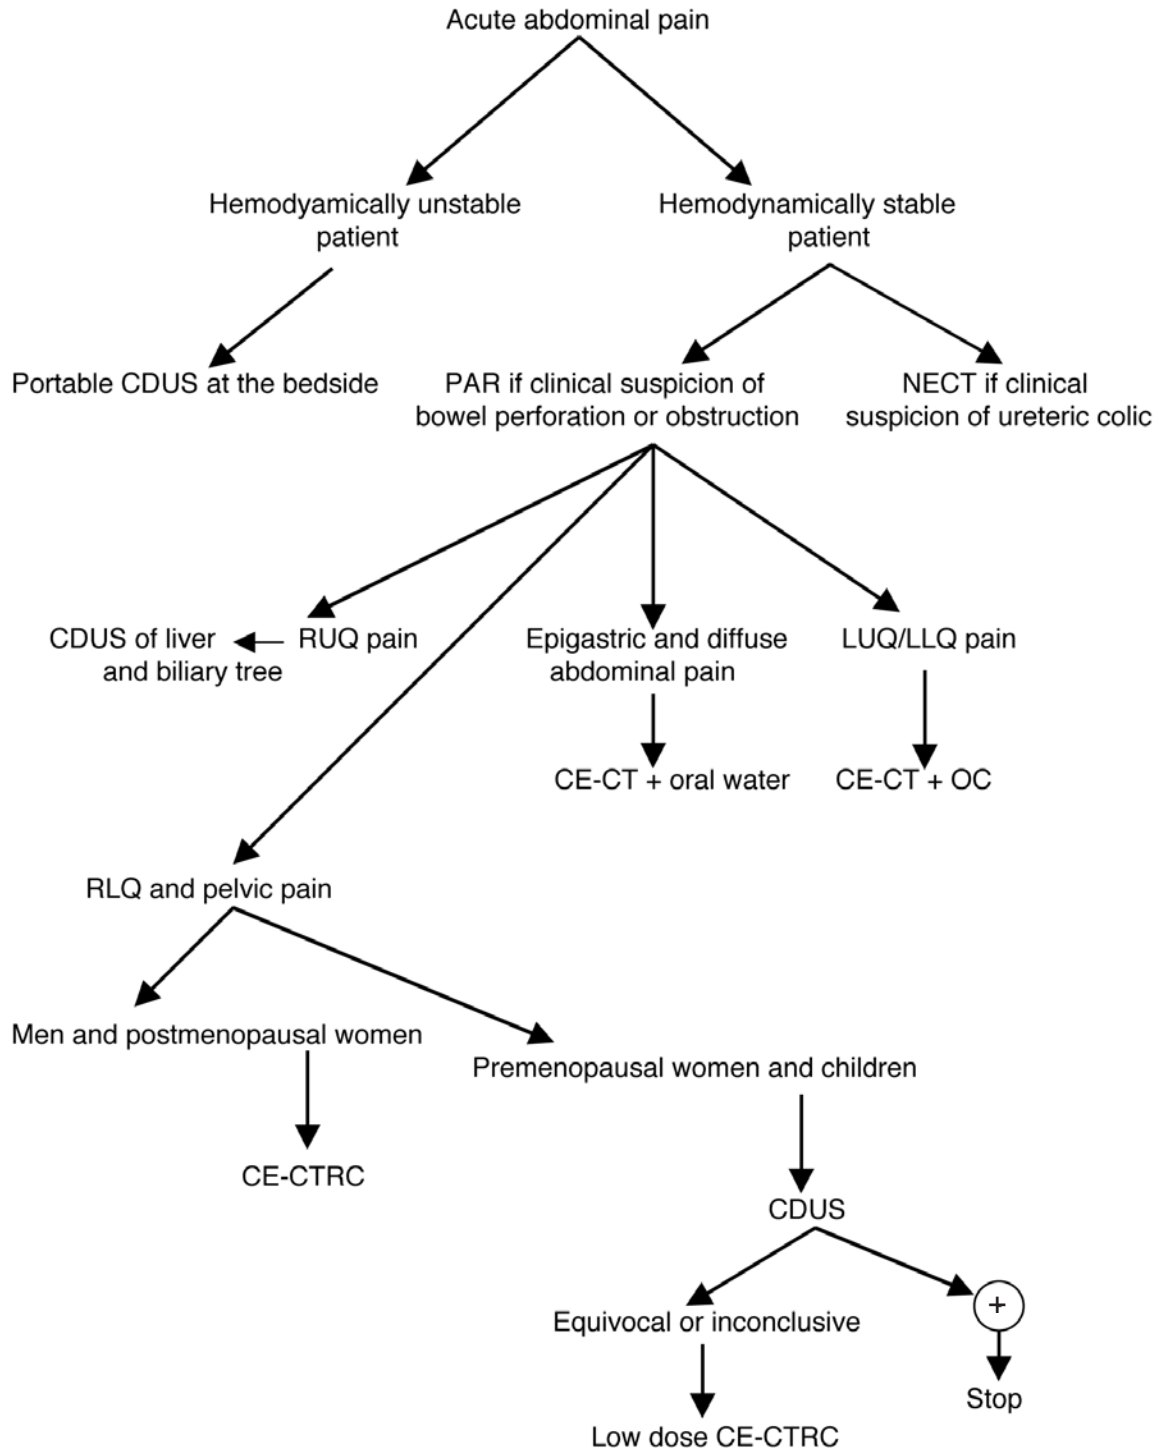 Acute abdominal pain
Hemodyamically unstable
patient
Hemodynamically stable
patient
Portable CDUS at the bedside
PAR if clinical suspicion of
bowel perforation or obstruction
NECT if clinical
suspicion of ureteric colic
CDUS of liver
and biliary tree
RUQ pain
Epigastric and diffuse
abdominal pain
LUQ/LLQ pain
CE-CT + oral water
CE-CT + OC
RLQ and pelvic pain
Men and postmenopausal women
Premenopausal women and children
CE-CTRC
CDUS
Equivocal or inconclusive
+
Stop
Low dose CE-CTRC